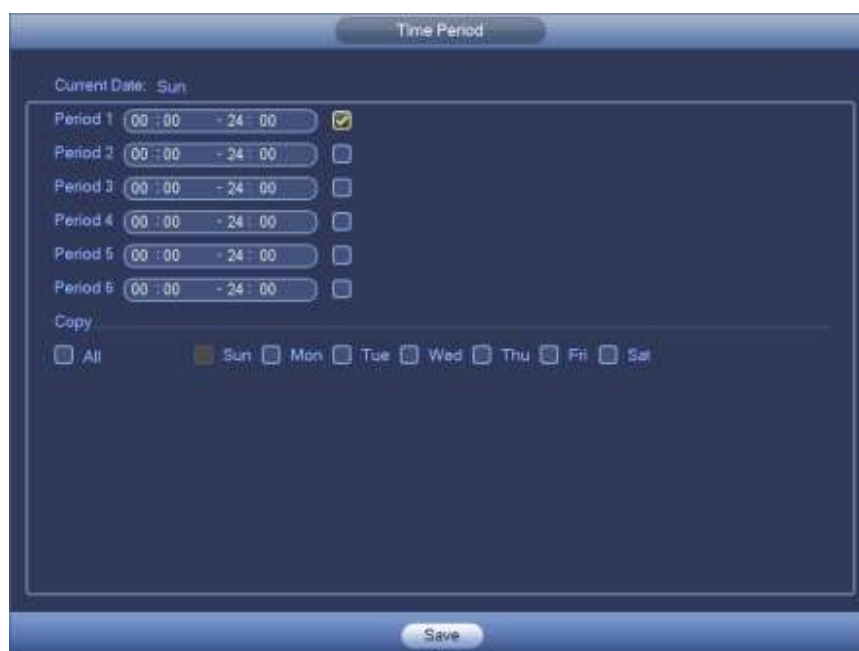 Time Period
Current Date: Sun
Period 1 00 : 00 - 24 : 00
Period 2 00 : 00 - 24 : 00
Period 3 00 : 00 - 24 : 00
Period 4 00 : 00 - 24 : 00
Period 5 00 : 00 - 24 : 00
Period 6 00 : 00 - 24 : 00
Copy
All Sun Mon Tue Wed Thu Fri Sat
Save